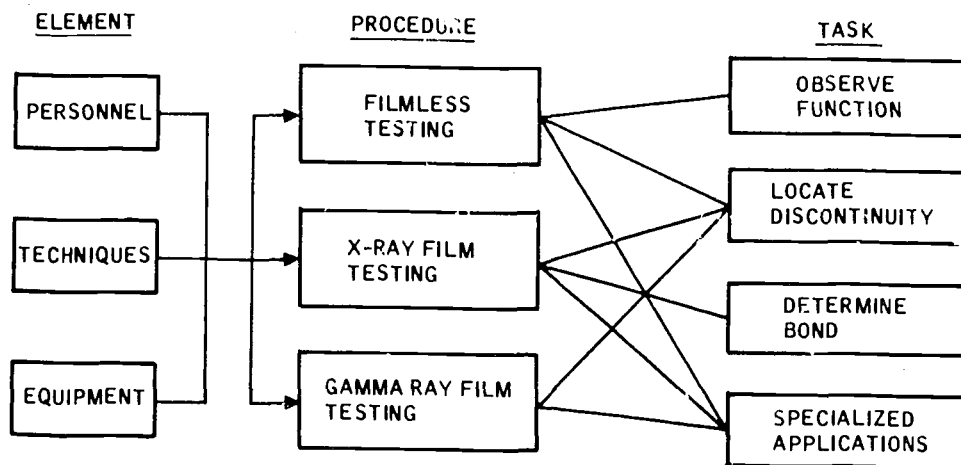 ELEMENT
PROCEDURE
TASK
PERSONNEL
TECHNIQUES
EQUIPMENT
FILMLESS
TESTING
X-RAY FILM
TESTING
GAMMA RAY FILM
TESTING
OBSERVE
FUNCTION
LOCATE
DISCONTINUITY
DETERMINE
BOND
SPECIALIZED
APPLICATIONS